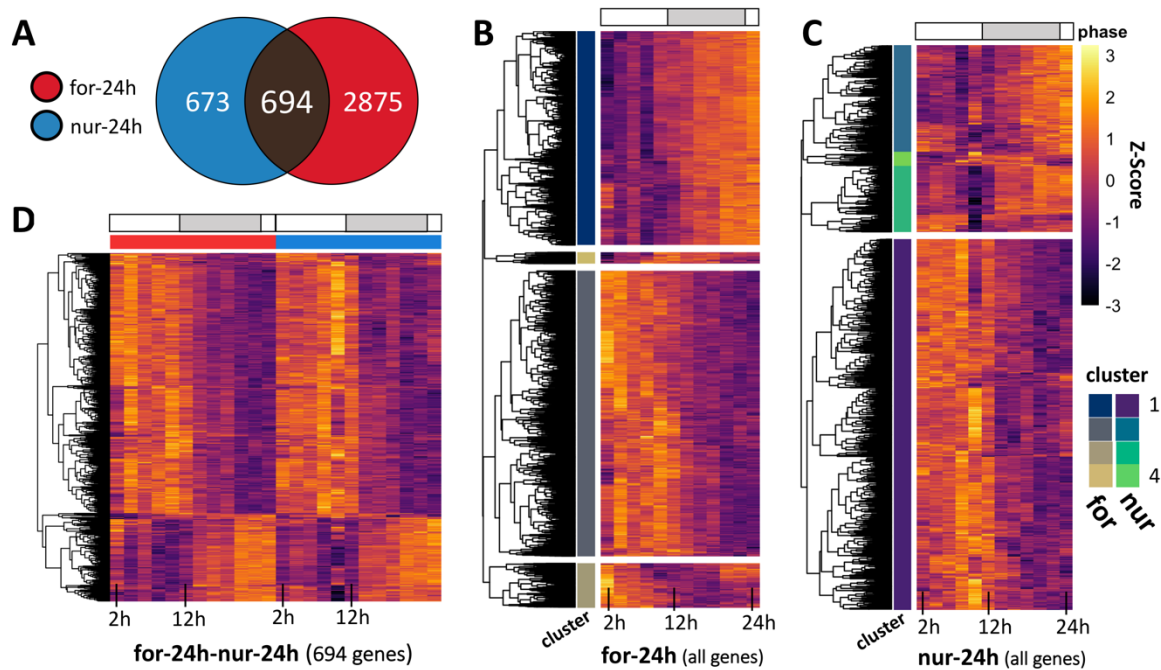 A
for-24h
nur-24h
673
694
2875
B
cluster
2h
12h
24h
for-24h (all genes)
C
2h
12h
24h
nur-24h (all genes)
phase
3
2
1
0
-1
-2
-3
Z-Score
cluster
1
4
for
nur
D
2h
12h
2h
12h
for-24h-nur-24h (694 genes)